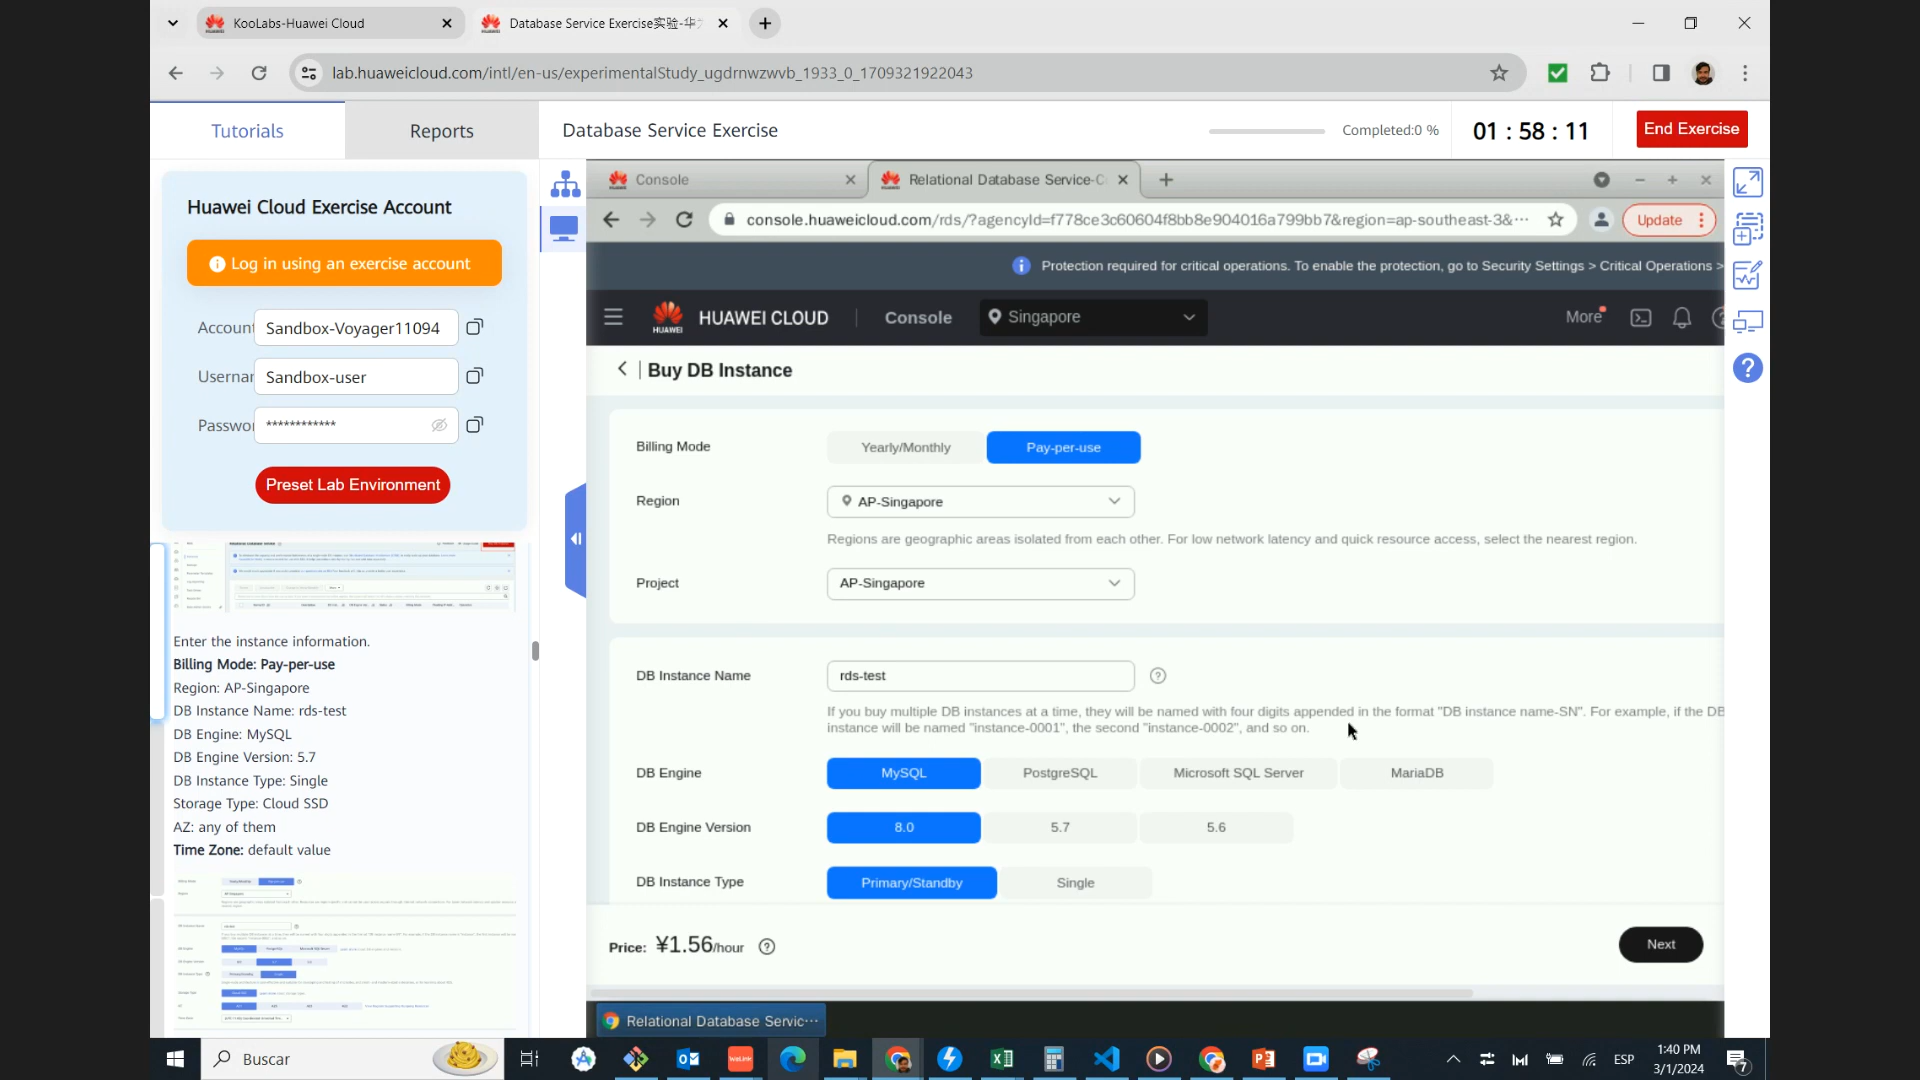 KooLabs-Huawei Cloud
Database Service Exercise实验-华
lab.huaweicloud.com/intl/en-us/experimentalStudy_ugdrnwzwvb_1933_0_1709321922043
Tutorials
Reports
Database Service Exercise
Completed:0 %
01 : 58 : 11
End Exercise
Huawei Cloud Exercise Account
Log in using an exercise account
Account
Sandbox-Voyager11094
Usernar
Sandbox-user
Passwor
************
Preset Lab Environment
Enter the instance information.
Billing Mode: Pay-per-use
Region: AP-Singapore
DB Instance Name: rds-test
DB Engine: MySQL
DB Engine Version: 5.7
DB Instance Type: Single
Storage Type: Cloud SSD
AZ: any of them
Time Zone: default value
Console
Relational Database Service-C
console.huaweicloud.com/rds/?agencyId=f778ce3c60604f8bb8e904016a799bb7&region=ap-southeast-3&···
Update
Protection required for critical operations. To enable the protection, go to Security Settings > Critical Operations >
HUAWEI
HUAWEI CLOUD
Console
Singapore
More
Buy DB Instance
Billing Mode
Yearly/Monthly
Pay-per-use
Region
AP-Singapore
Regions are geographic areas isolated from each other. For low network latency and quick resource access, select the nearest region.
Project
AP-Singapore
DB Instance Name
rds-test
If you buy multiple DB instances at a time, they will be named with four digits appended in the format "DB instance name-SN". For example, if the DB
instance will be named "instance-0001", the second "instance-0002", and so on.
DB Engine
MySQL
PostgreSQL
Microsoft SQL Server
MariaDB
DB Engine Version
8.0
5.7
5.6
DB Instance Type
Primary/Standby
Single
Price: ¥1.56/hour
Next
Relational Database Servic···
Buscar
WeLink
ESP
1:40 PM
3/1/2024
7